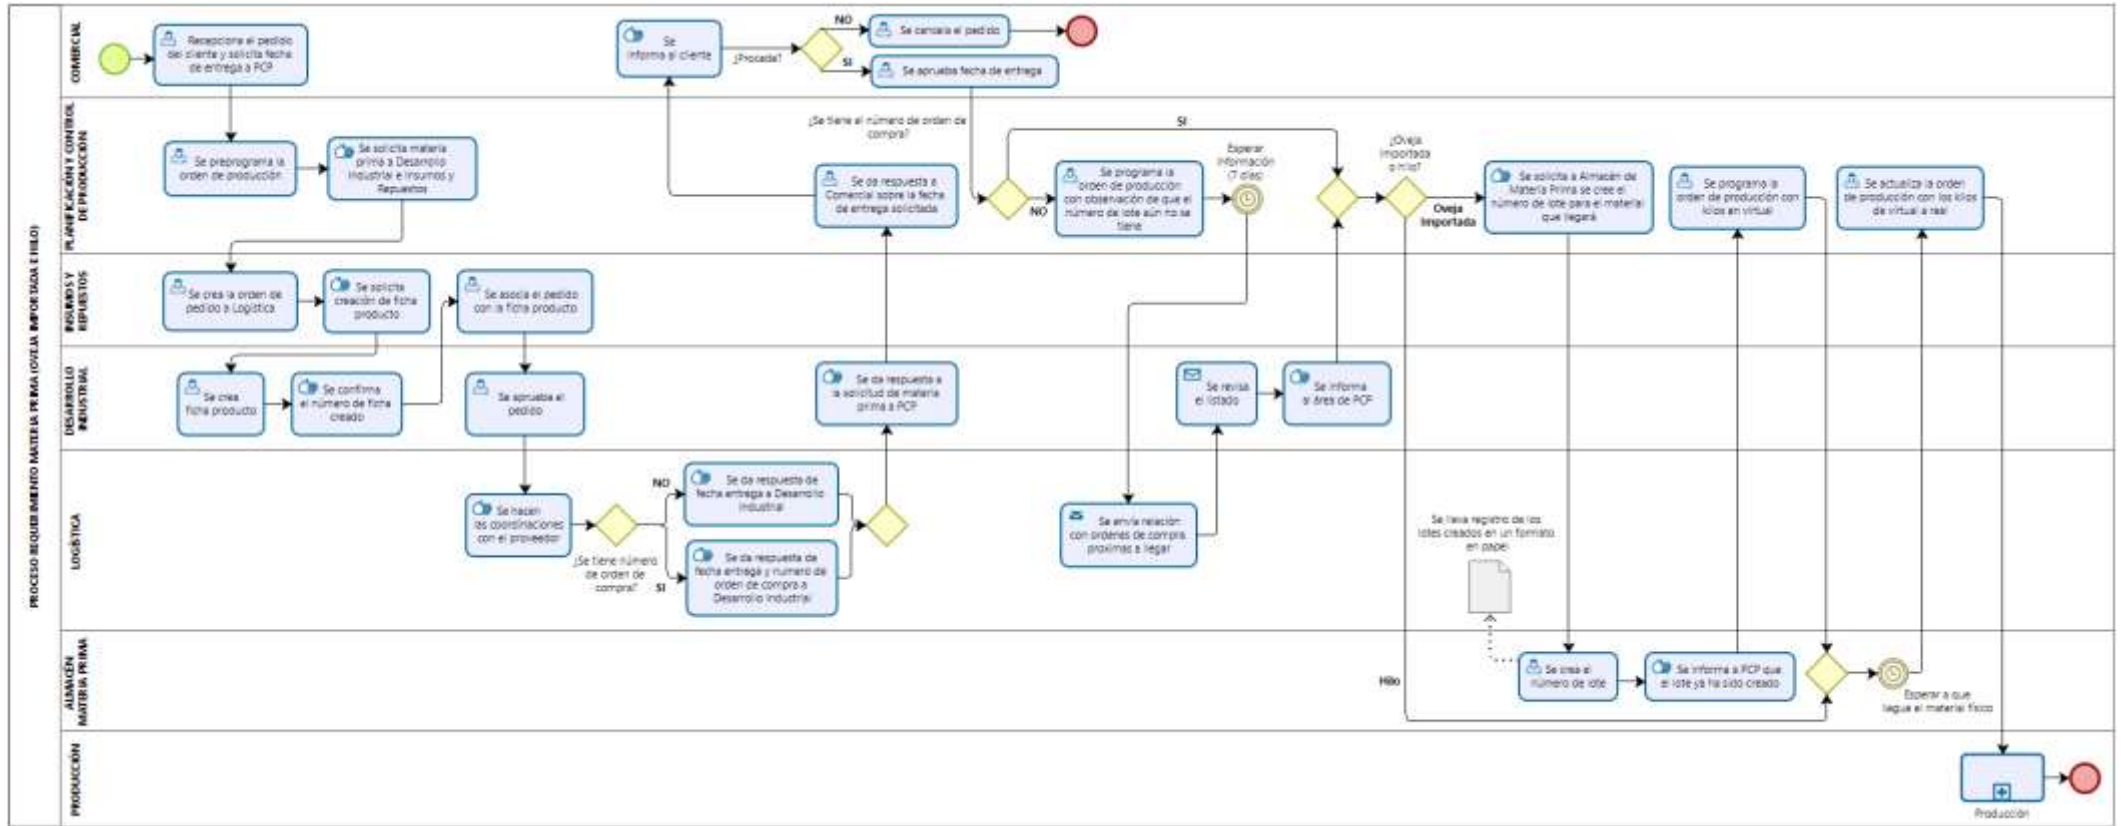 PROCESO REQUERIMIENTO MATERIA PRIMA (OVEJA IMPORTADA E HILO)
COMERCIAL
Recepciona el pedido
del cliente y solicita fecha
de entrega a PCP
Se
informa al cliente
¿Procede?
NO
Se cancela el pedido
SI
Se aprueba fecha de entrega
PLANIFICACIÓN Y CONTROL
DE PRODUCCIÓN
Se preprograma la
orden de producción
Se solicita materia
prima a Desarrollo
Industrial e Insumos y
Repuestos
Se da respuesta a
Comercial sobre la fecha
de entrega solicitada
¿Se tiene el número de orden de
compra?
SI
NO
Se programa la
orden de producción
con observación de que el
número de lote aún no se
tiene
Esperar
información
(7 días)
¿Oveja
Importada
o hilo?
Oveja
Importada
Se solicita a Almacén de
Materia Prima se cree el
número de lote para el material
que llegará
Se programa la
orden de producción con
kilos en virtual
Se actualiza la orden
de producción con los kilos
de virtual a real
INSUMOS Y
REPUESTOS
Se crea la orden de
pedido a Logística
Se solicita
creación de ficha
producto
Se asocia el pedido
con la ficha producto
DESARROLLO
INDUSTRIAL
Se crea
ficha producto
Se confirma
el número de ficha
creado
Se aprueba el
pedido
Se da respuesta a
la solicitud de materia
prima a PCP
Se revisa
el listado
Se informa
al área de PCP
LOGÍSTICA
Se hacen
las coordinaciones
con el proveedor
¿Se tiene número
de orden de
compra?
NO
Se da respuesta de
fecha entrega a Desarrollo
Industrial
SI
Se da respuesta de
fecha entrega y numero de
orden de compra a
Desarrollo Industrial
Se envía relación
con ordenes de compra
proximas a llegar
Se lleva registro de los
lotes creados en un formato
en papel
ALMACÉN
MATERIA PRIMA
Hilo
Se crea el
número de lote
Se informa a PCP que
el lote ya ha sido creado
Esperar a que
llegue el material físico
PRODUCCIÓN
Producción